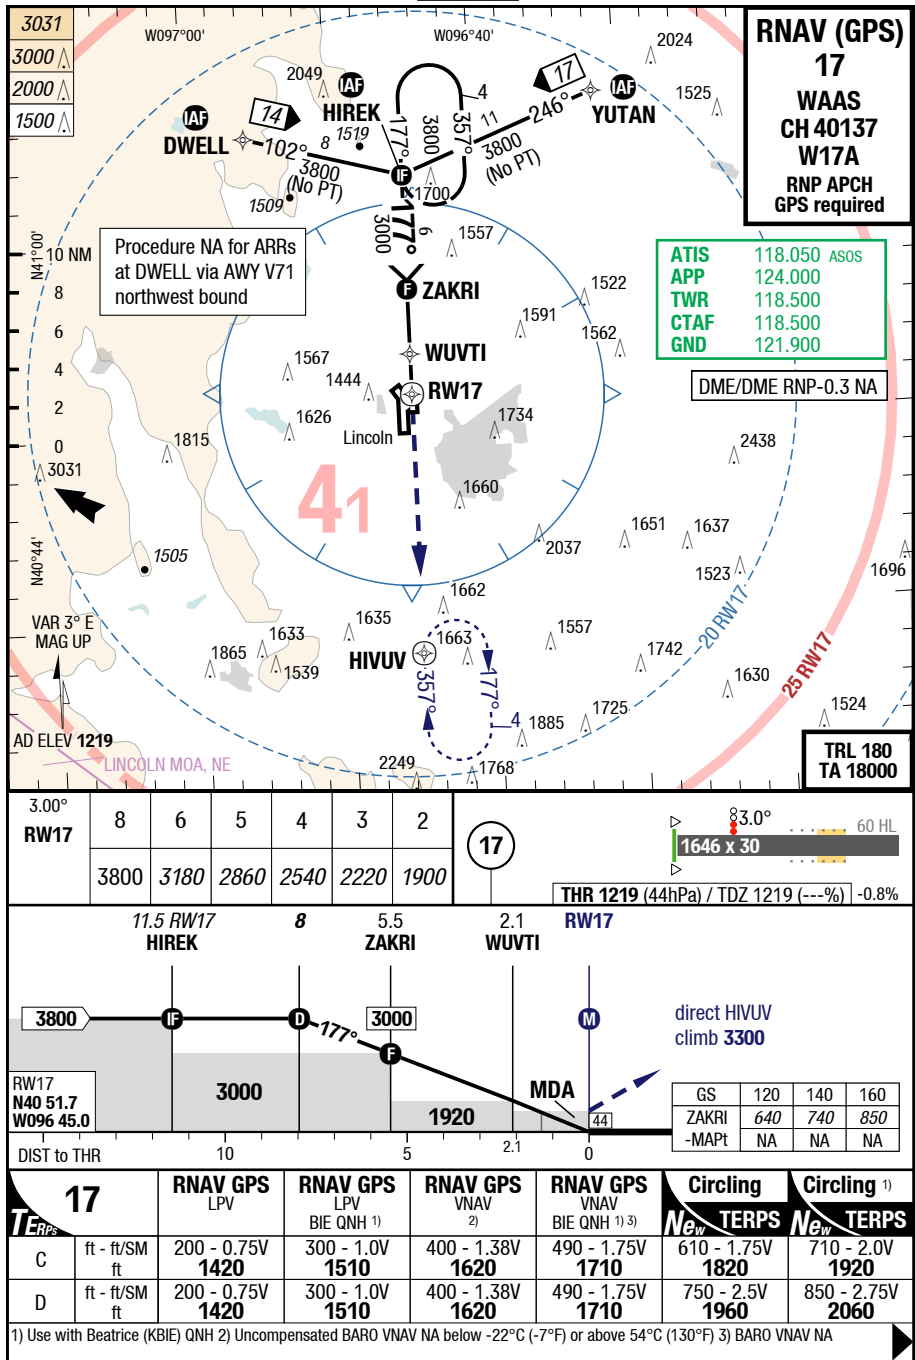 3031
3000
2000
1500
W097°00'
W096°40'
RNAV (GPS)
17
WAAS
CH 40137
W17A
RNP APCH
GPS required
2024
1525
2049
IAF
HIREK
IAF
DWELL
14
1519
102°
8
3800
(No PT)
1509
177°
3800
357°
4
11
246°
17
IAF
YUTAN
3800
(No PT)
IF
1700
177°
3000
6
1557
N41°00'
10 NM
8
6
4
2
0
Procedure NA for ARRs
at DWELL via AWY V71
northwest bound
ATIS 118.050 ASOS
APP 124.000
TWR 118.500
CTAF 118.500
GND 121.900
DME/DME RNP-0.3 NA
F ZAKRI
1522
1591
1562
WUVTI
1567
1444
RW17
1626
Lincoln
1734
1815
2438
3031
41
1660
1651
1637
2037
1523
1696
1505
N40°44'
1662
1635
1663
1557
1742
20 RW17
25 RW17
VAR 3° E
MAG UP
1633
1865
1539
HIVUV
357°
177°
4
1630
1524
1725
1885
AD ELEV 1219
LINCOLN MOA, NE
2249
1768
TRL 180
TA 18000
3.00°
RW17
8 6 5 4 3 2
3800 3180 2860 2540 2220 1900
17
3.0°
60 HL
1646 x 30
THR 1219 (44hPa) / TDZ 1219 (---%) -0.8%
11.5 RW17 8 5.5 2.1 RW17
HIREK ZAKRI WUVTI
3800
IF
D
177°
3000
F
M
direct HIVUV
climb 3300
3000
1920
MDA
44
RW17
N40 51.7
W096 45.0
GS 120 140 160
ZAKRI 640 740 850
-MAPt NA NA NA
DIST to THR 10 5 2.1 0
17
TERPs
RNAV GPS
LPV
RNAV GPS
LPV
BIE QNH 1)
RNAV GPS
VNAV
2)
RNAV GPS
VNAV
BIE QNH 1) 3)
Circling
New TERPS
Circling 1)
New TERPS
C ft - ft/SM 200 - 0.75V 300 - 1.0V 400 - 1.38V 490 - 1.75V 610 - 1.75V 710 - 2.0V
ft 1420 1510 1620 1710 1820 1920
D ft - ft/SM 200 - 0.75V 300 - 1.0V 400 - 1.38V 490 - 1.75V 750 - 2.5V 850 - 2.75V
ft 1420 1510 1620 1710 1960 2060
1) Use with Beatrice (KBIE) QNH 2) Uncompensated BARO VNAV NA below -22°C (-7°F) or above 54°C (130°F) 3) BARO VNAV NA